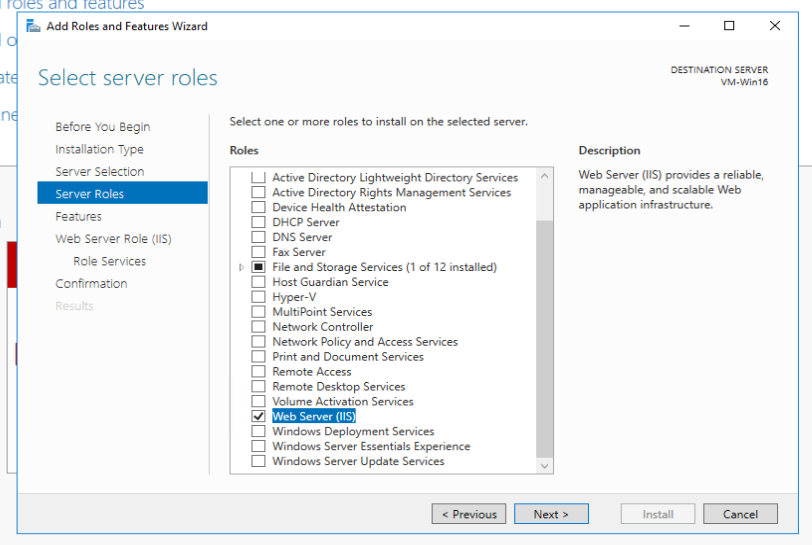 roles and features
Add Roles and Features Wizard
Select server roles
DESTINATION SERVER
VM-Win16
Before You Begin
Installation Type
Server Selection
Server Roles
Features
Web Server Role (IIS)
Role Services
Confirmation
Results
Select one or more roles to install on the selected server.
Roles
Active Directory Lightweight Directory Services
Active Directory Rights Management Services
Device Health Attestation
DHCP Server
DNS Server
Fax Server
File and Storage Services (1 of 12 installed)
Host Guardian Service
Hyper-V
MultiPoint Services
Network Controller
Network Policy and Access Services
Print and Document Services
Remote Access
Remote Desktop Services
Volume Activation Services
Web Server (IIS)
Windows Deployment Services
Windows Server Essentials Experience
Windows Server Update Services
Description
Web Server (IIS) provides a reliable,
manageable, and scalable Web
application infrastructure.
< Previous
Next >
Install
Cancel